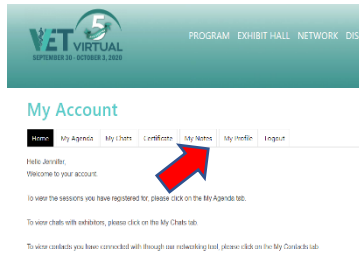 5
VET VIRTUAL
SEPTEMBER 30 - OCTOBER 3, 2020
PROGRAM EXHIBIT HALL NETWORK DIS
My Account
Home My Agenda My Chats Certificate My Notes My Profile Logout
Hello Jennifer,
Welcome to your account.
To view the sessions you have registered for, please click on the My Agenda tab.
To view chats with exhibitors, please click on the My Chats tab.
To view contacts you have connected with through our networking tool, please click on the My Contacts tab.